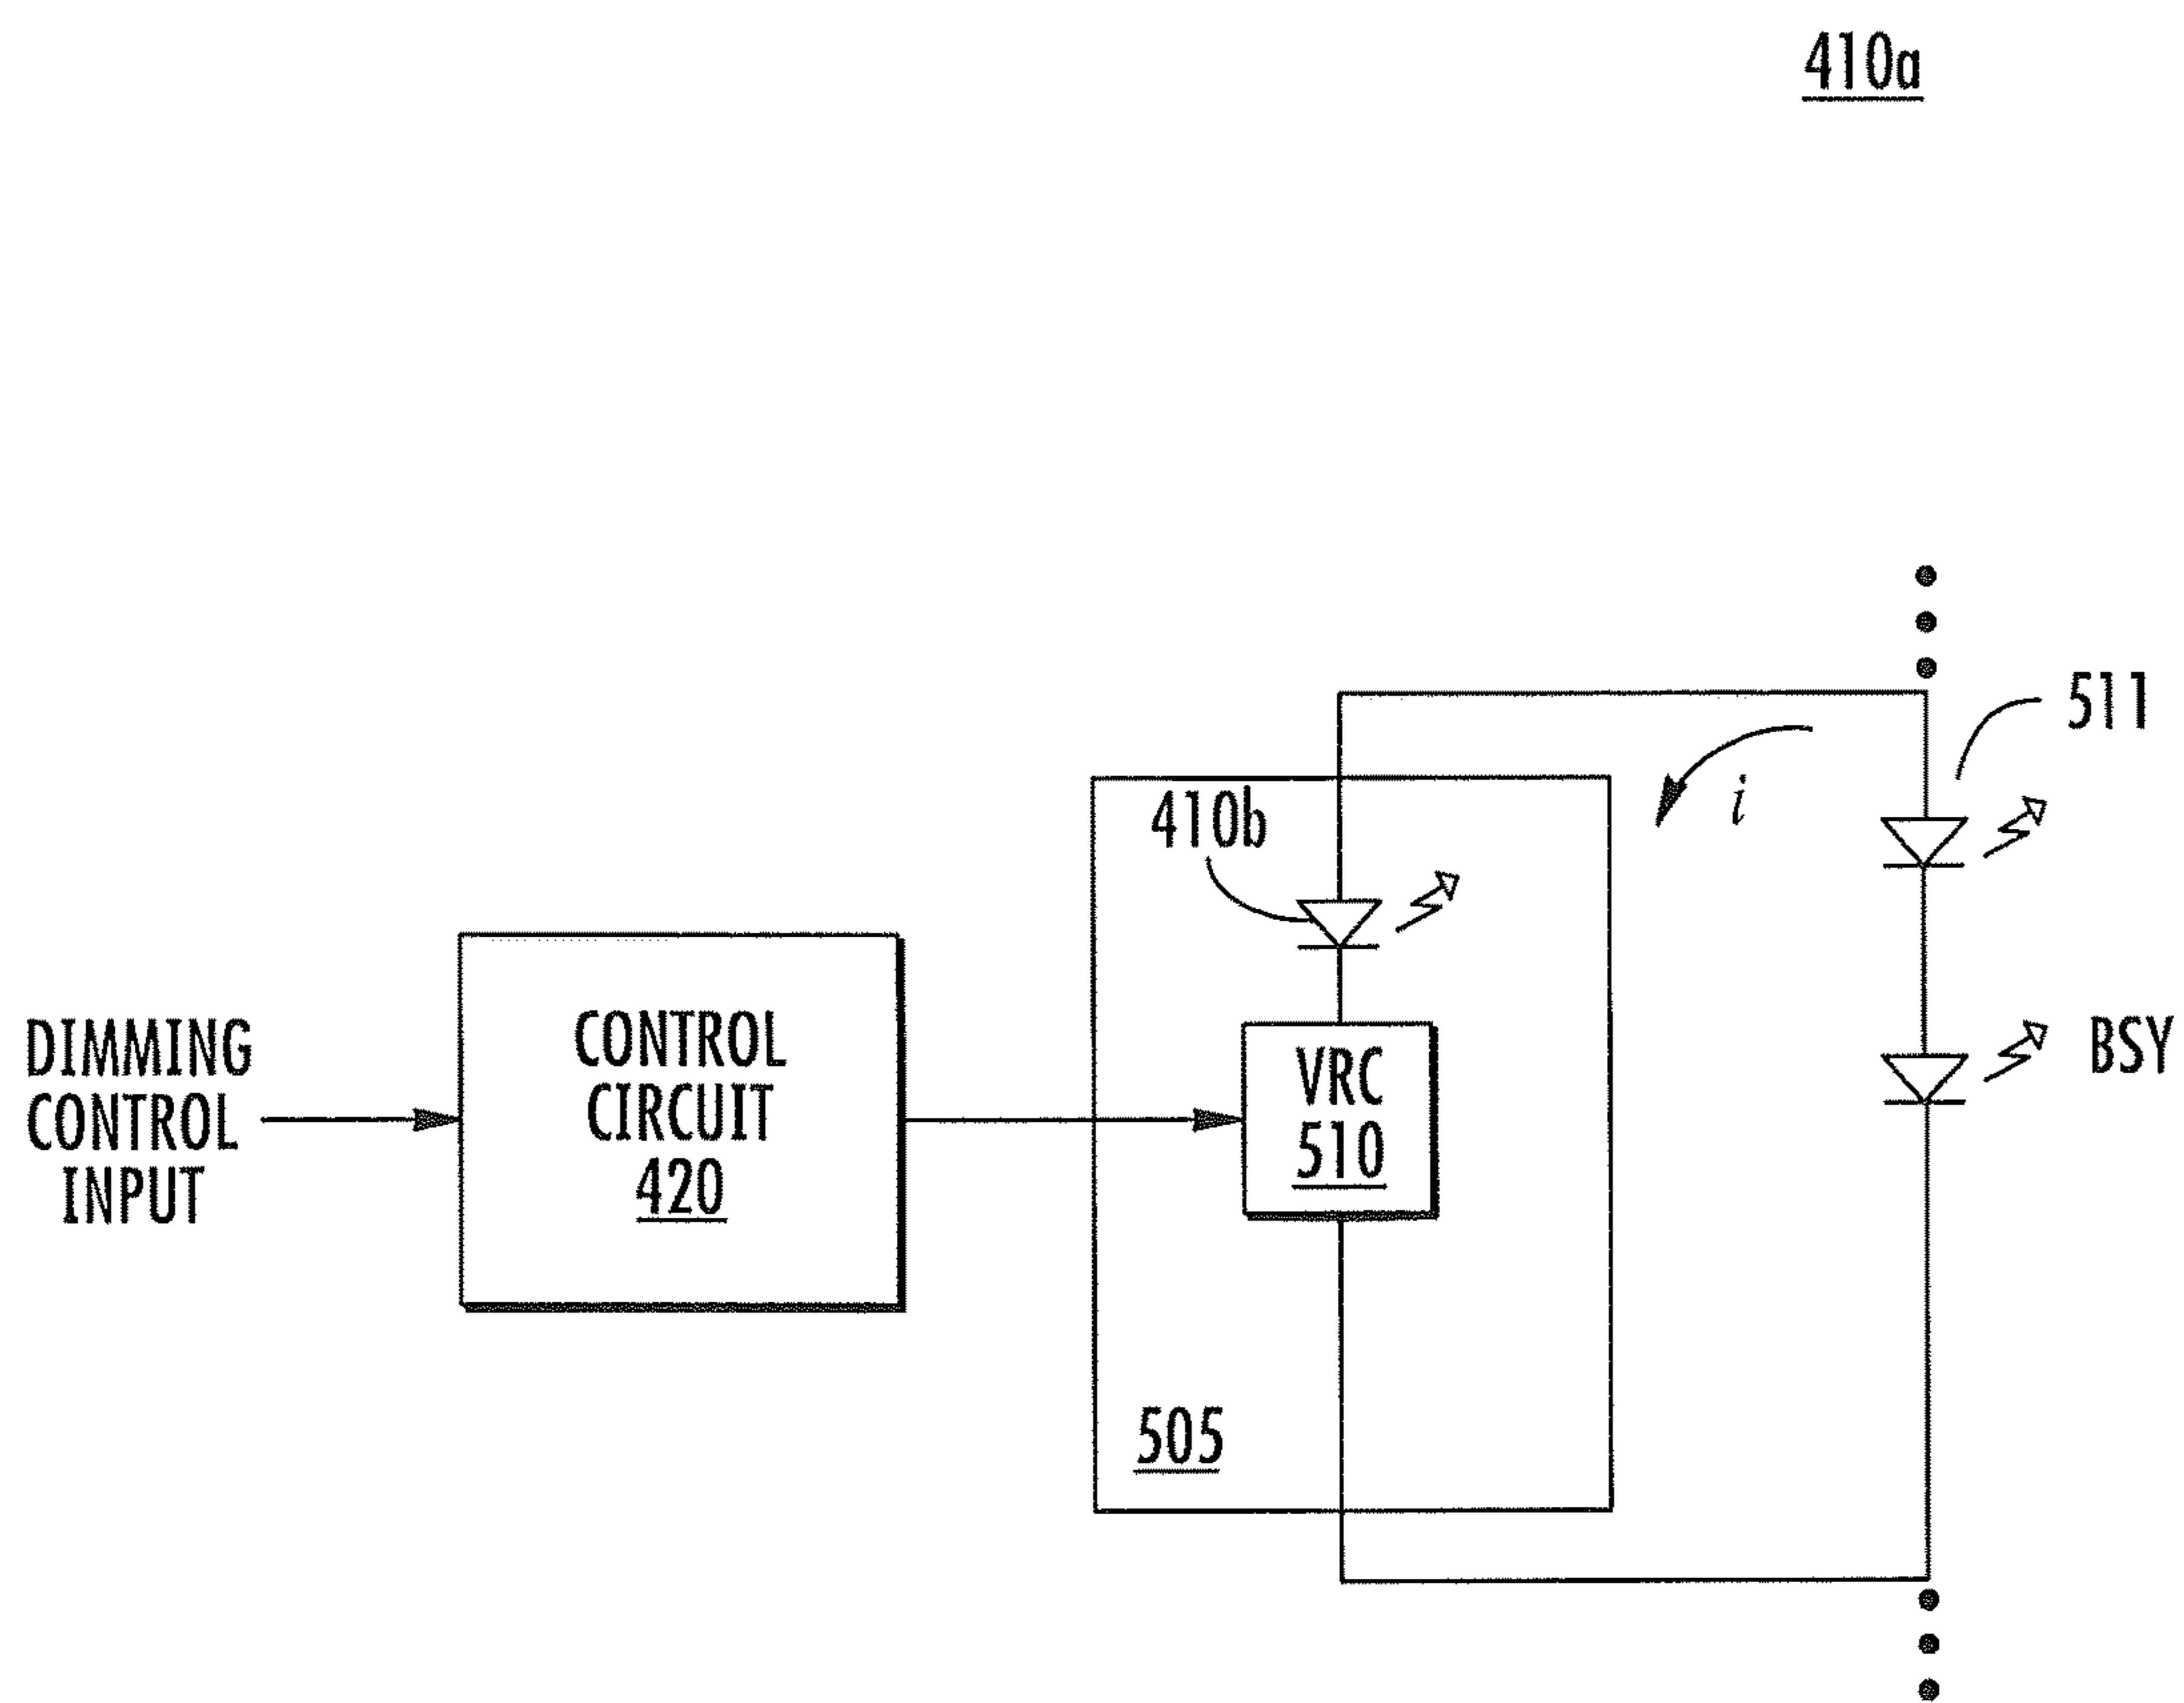 410a
511
i
410b
DIMMING
CONTROL
INPUT
CONTROL
CIRCUIT
420
VRC
510
BSY
505